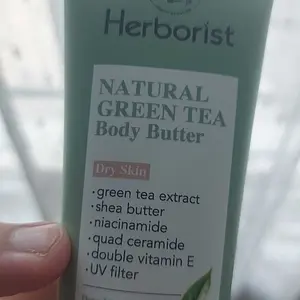 Herborist
NATURAL
GREEN TEA
Body Butter
Dry Skin
·green tea extract
·shea butter
·niacinamide
·quad ceramide
·double vitamin E
·UV filter